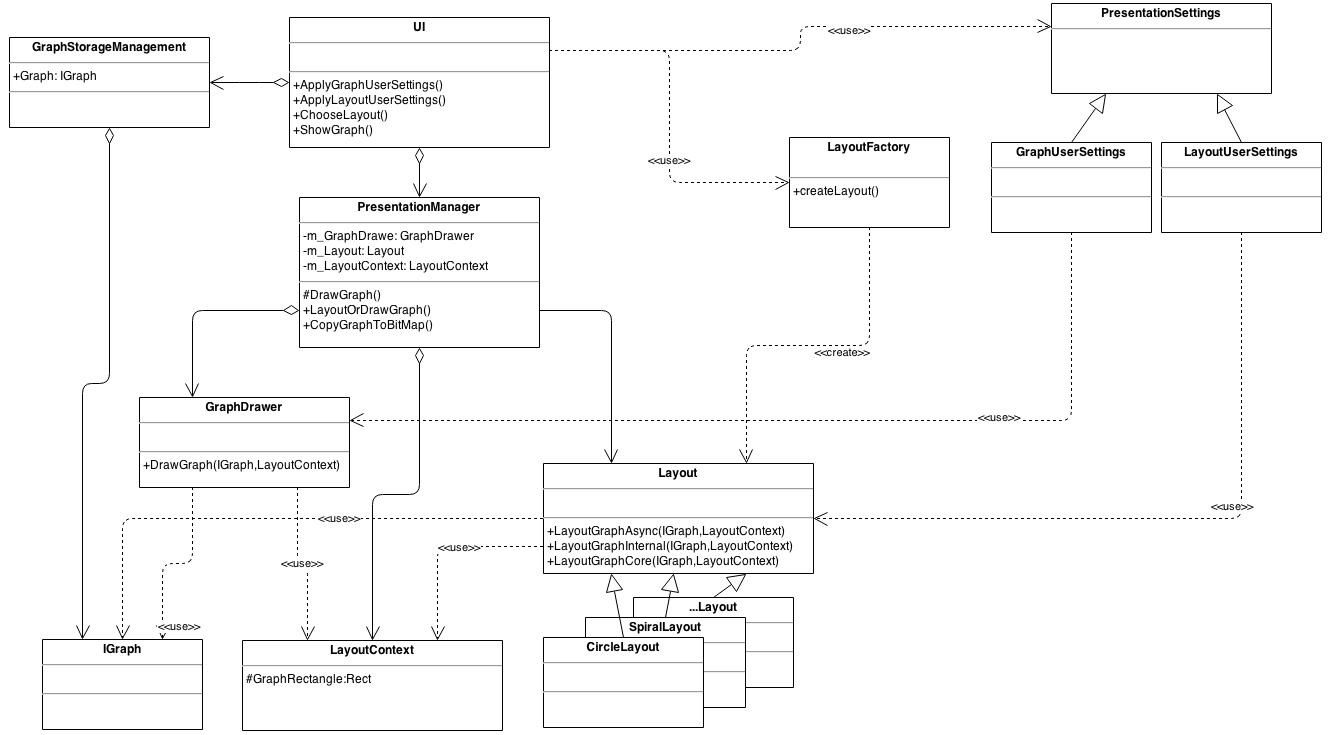 UI
+ApplyGraphUserSettings()
+ApplyLayoutUserSettings()
+ChooseLayout()
+ShowGraph()
GraphStorageManagement
+Graph: IGraph
PresentationSettings
<<use>>
<<use>>
LayoutFactory
+createLayout()
GraphUserSettings
LayoutUserSettings
PresentationManager
-m_GraphDrawe: GraphDrawer
-m_Layout: Layout
-m_LayoutContext: LayoutContext
#DrawGraph()
+LayoutOrDrawGraph()
+CopyGraphToBitMap()
<<create>>
GraphDrawer
+DrawGraph(IGraph,LayoutContext)
<<use>>
Layout
+LayoutGraphAsync(IGraph,LayoutContext)
+LayoutGraphInternal(IGraph,LayoutContext)
+LayoutGraphCore(IGraph,LayoutContext)
<<use>>
<<use>>
<<use>>
<<use>>
<<use>>
...Layout
SpiralLayout
CircleLayout
IGraph
LayoutContext
#GraphRectangle:Rect